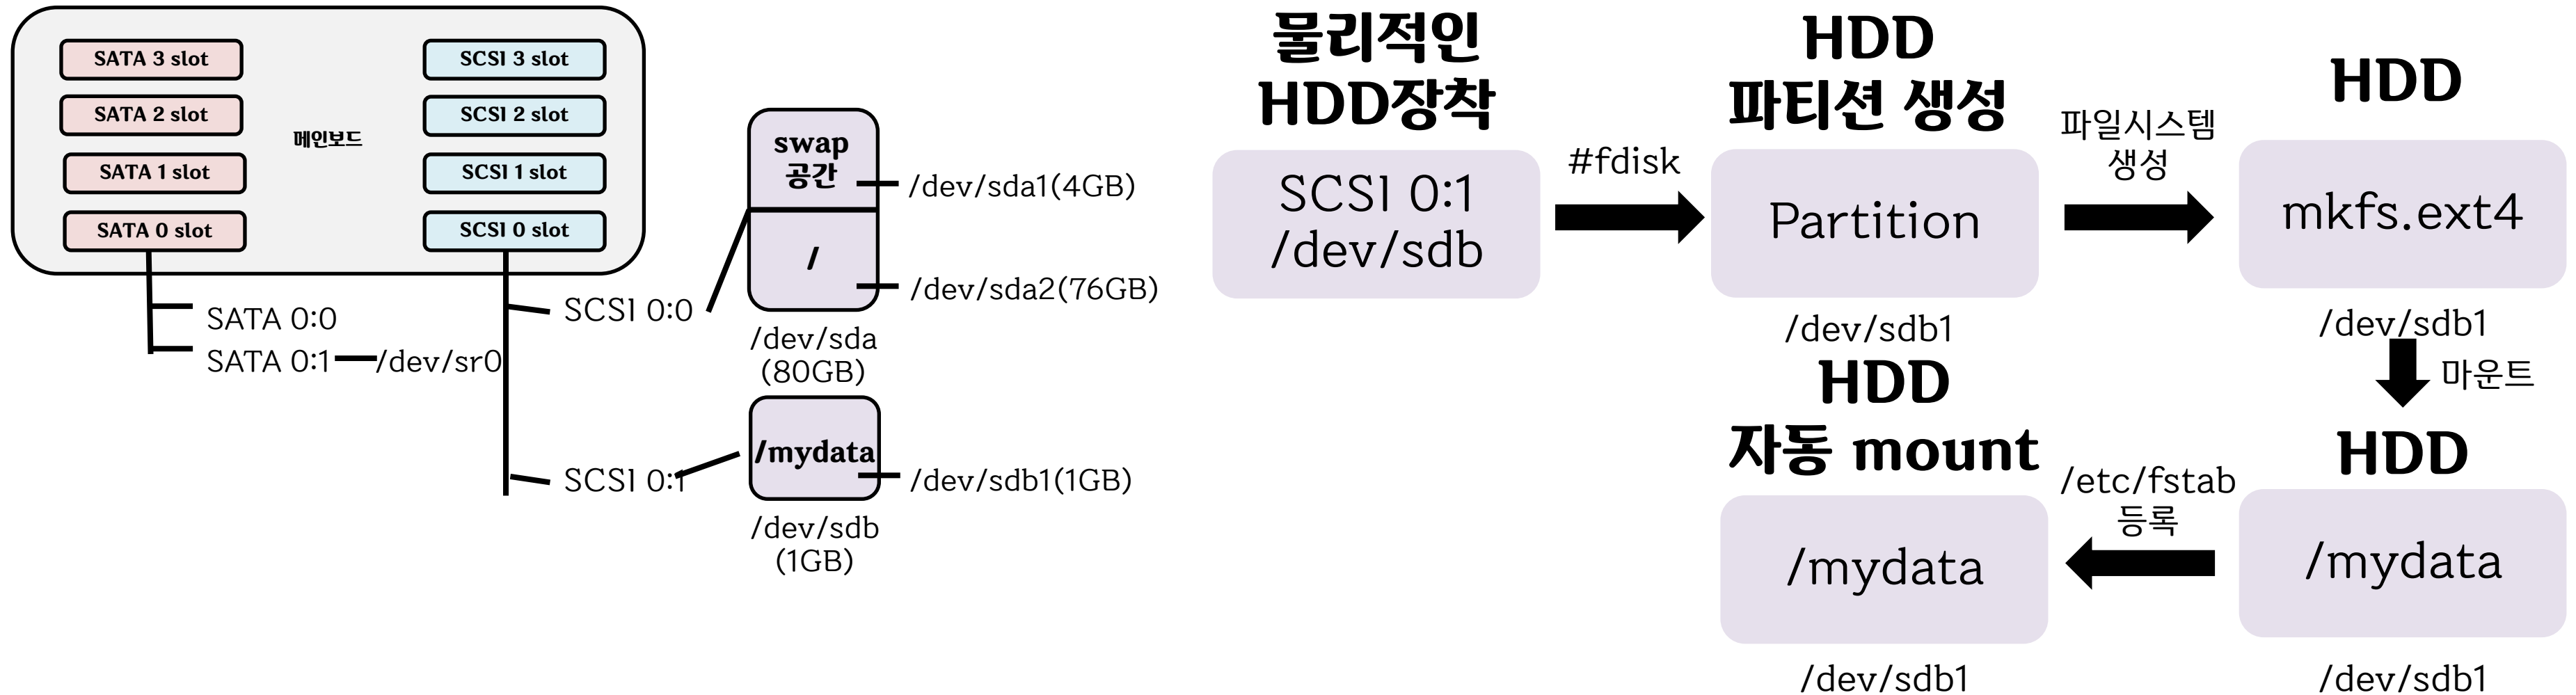 SATA 3 slot
SATA 2 slot
SATA 1 slot
SATA 0 slot
메인보드
SCSI 3 slot
SCSI 2 slot
SCSI 1 slot
SCSI 0 slot
SATA 0:0
SATA 0:1
/dev/sr0
SCSI 0:0
SCSI 0:1
swap
공간
/
/dev/sda1(4GB)
/dev/sda2(76GB)
/dev/sda
(80GB)
/mydata
/dev/sdb1(1GB)
/dev/sdb
(1GB)
물리적인
HDD장착
SCSI 0:1
/dev/sdb
#fdisk
HDD
파티션 생성
Partition
/dev/sdb1
파일시스템
생성
HDD
mkfs.ext4
/dev/sdb1
마운트
HDD
/mydata
/dev/sdb1
/etc/fstab
등록
HDD
자동 mount
/mydata
/dev/sdb1